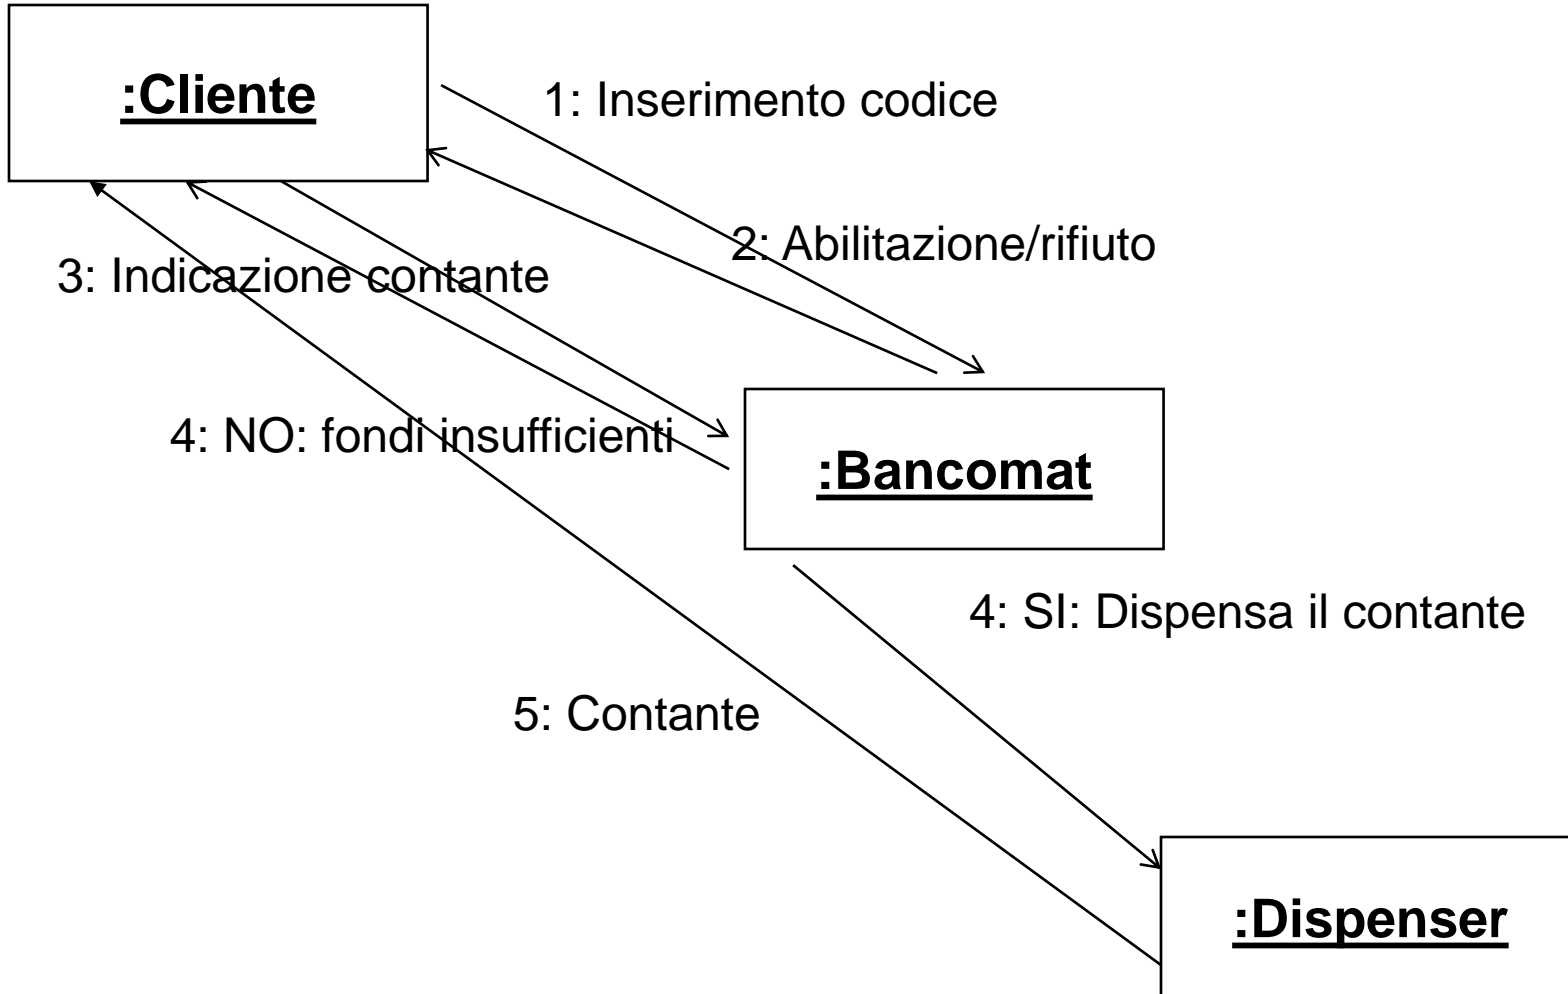 :Cliente
1: Inserimento codice
2: Abilitazione/rifiuto
3: Indicazione contante
4: NO: fondi insufficienti
:Bancomat
4: SI: Dispensa il contante
5: Contante
:Dispenser